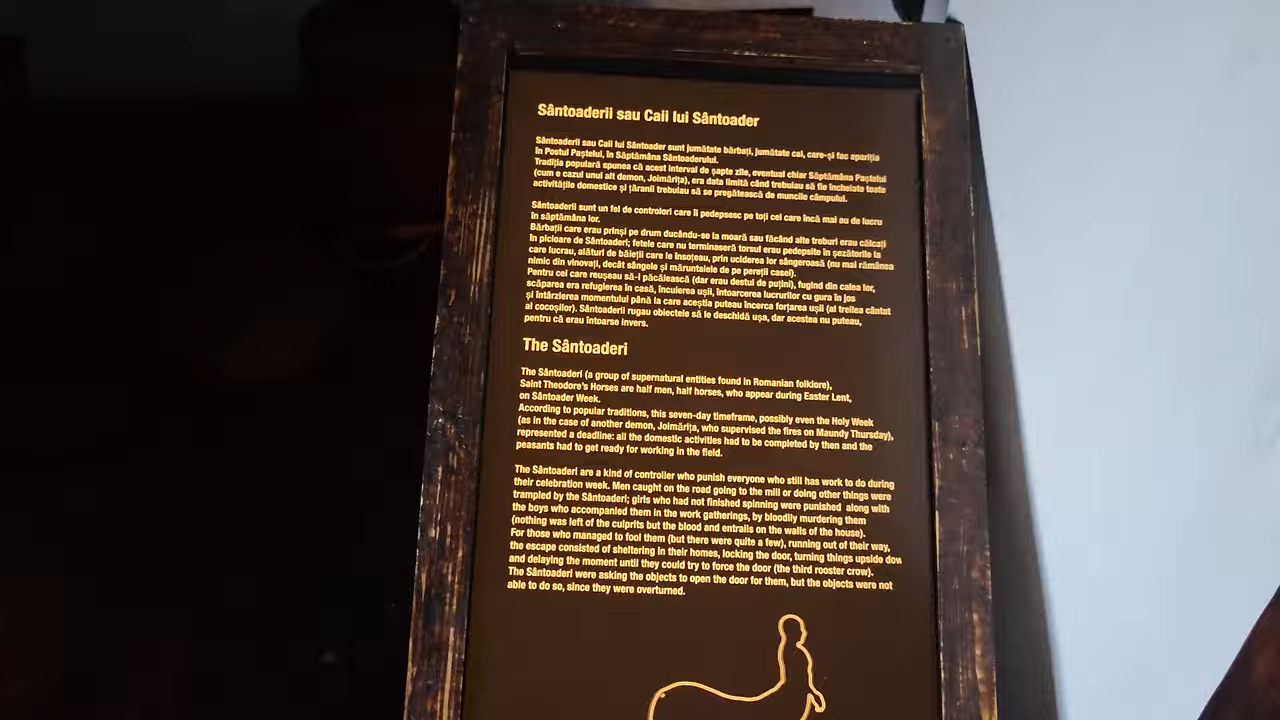 Sântoaderii sau Caii lui Sântoader
Sântoaderii sau Caii lui Sântoader sunt jumătate bărbați, jumătate cai, care-și fac apariția
în Postul Paștelui, în Săptămâna Sântoaderului.
Tradiția populară spunea că acest interval de șapte zile, eventual chiar Săptămâna Paștelui
(cum e cazul unui alt demon, Joimărița), era data limită când trebuiau să fie încheiate toate
activitățile domestice și țăranii trebuiau să se pregătească de muncile câmpului.
Sântoaderii sunt un fel de controlori care îi pedepsesc pe toți cei care încă mai au de lucru
în săptămâna lor.
Bărbații care erau prinși pe drum ducându-se la moară sau făcând alte treburi erau călcați
în picioare de Sântoaderi; fetele care nu terminaseră torsul erau pedepsite în șezătorile la
care lucrau, alături de băieții care le însoțeau, prin uciderea lor sângeroasă (nu mai rămânea
nimic din vinovați, decât sângele și măruntaiele de pe pereții casei).
Pentru cei care reușeau să-i păcălească (dar erau destul de puțini), fugind din calea lor,
scăparea era refugierea în casă, încuierea ușii, întoarcerea lucrurilor cu gura în jos
și întârzierea momentului până la care aceștia puteau încerca forțarea ușii (al treilea cântat
al cocoșilor). Sântoaderii rugau obiectele să le deschidă ușa, dar acestea nu puteau,
pentru că erau întoarse invers.
The Sântoaderi
The Sântoaderi (a group of supernatural entities found in Romanian folklore),
Saint Theodore's Horses are half men, half horses, who appear during Easter Lent,
on Sântoader Week.
According to popular traditions, this seven-day timeframe, possibly even the Holy Week
(as in the case of another demon, Joimărița, who supervised the fires on Maundy Thursday),
represented a deadline: all the domestic activities had to be completed by then and the
peasants had to get ready for working in the field.
The Sântoaderi are a kind of controller who punish everyone who still has work to do during
their celebration week. Men caught on the road going to the mill or doing other things were
trampled by the Sântoaderi; girls who had not finished spinning were punished along with
the boys who accompanied them in the work gatherings, by bloodily murdering them
(nothing was left of the culprits but the blood and entrails on the walls of the house).
For those who managed to fool them (but there were quite a few), running out of their way,
the escape consisted of sheltering in their homes, locking the door, turning things upside dow
and delaying the moment until they could try to force the door (the third rooster crow).
The Sântoaderi were asking the objects to open the door for them, but the objects were not
able to do so, since they were overturned.